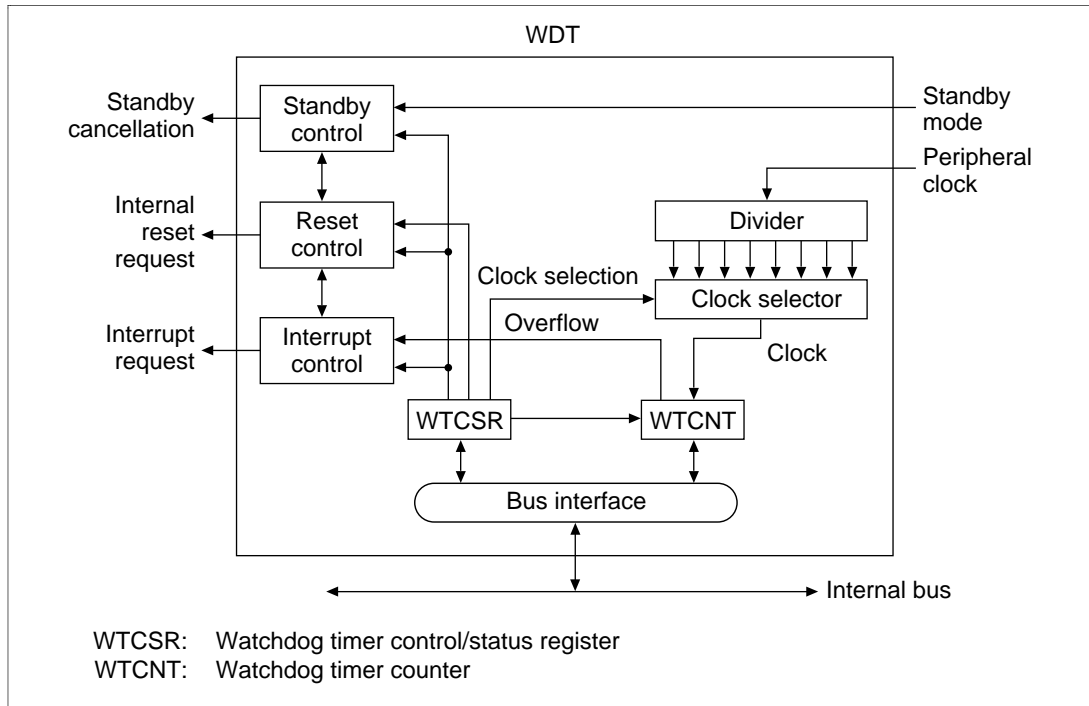 WDT
Standby
cancellation
Standby
control
Standby
mode
Peripheral
clock
Internal
reset
request
Reset
control
Divider
Clock selection
Clock selector
Interrupt
request
Interrupt
control
Overflow
Clock
WTCSR
WTCNT
Bus interface
Internal bus
WTCSR: Watchdog timer control/status register
WTCNT: Watchdog timer counter